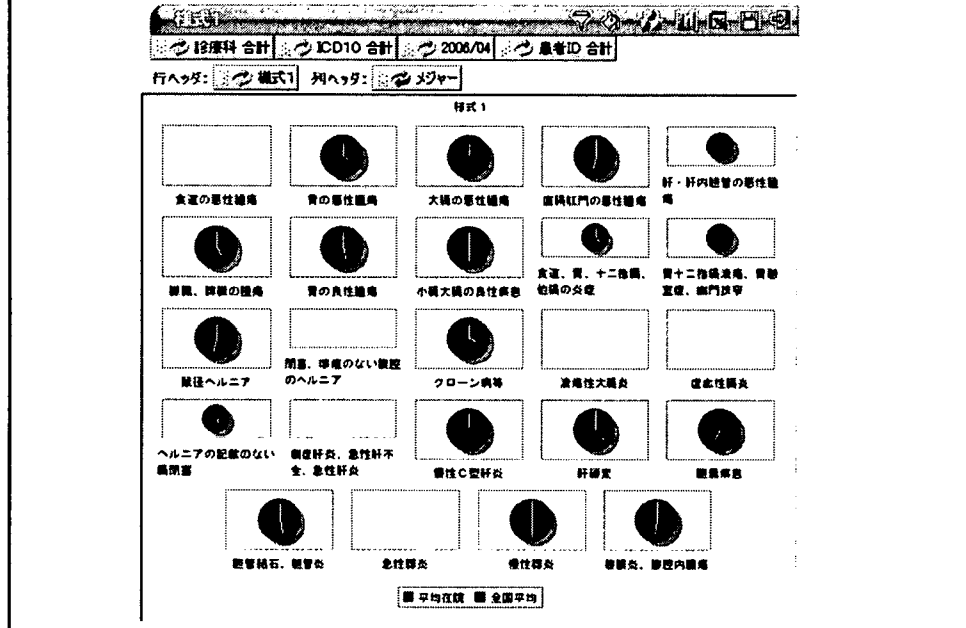 様式1
診療科 合計 ICD10 合計 2006/04 患者ID 合計
行ヘッダ: 様式1 列ヘッダ: メジャー
様式 1
食道の悪性腫瘍 胃の悪性腫瘍 大腸の悪性腫瘍 直腸肛門の悪性腫瘍 肝・肝内胆管の悪性腫
瘍
脾臓の腫瘍 胃の良性腫瘍 小腸大腸の良性疾患 食道、胃、十二指腸、
他腸の炎症 胃十二指腸潰瘍、胃憩
室症、幽門狭窄
鼠径ヘルニア 閉塞、壊疽のない腹腔
のヘルニア クローン病等 潰瘍性大腸炎 虚血性腸炎
ヘルニアの記載のない
腸閉塞 劇症肝炎、急性肝不
全、急性肝炎 慢性C型肝炎 肝硬変 胆嚢疾患
胆管結石、胆管炎 急性膵炎 慢性膵炎 腹膜炎、腹腔内膿瘍
平均在院 全国平均